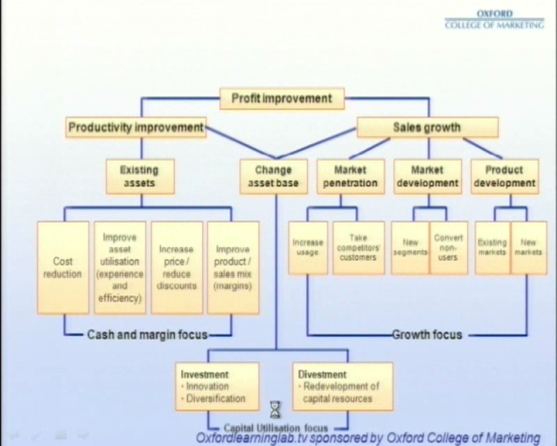 OXFORD
COLLEGE OF MARKETING
Profit improvement
Productivity improvement
Sales growth
Existing
assets
Change
asset base
Market
penetration
Market
development
Product
development
Cost
reduction
Improve
asset
utilisation
(experience
and
efficiency)
Increase
price /
reduce
discounts
Improve
product /
sales mix
(margins)
Increase
usage
Take
competitors'
customers
New
segments
Convert
non-
users
Existing
markets
New
markets
Cash and margin focus
Growth focus
Investment
· Innovation
· Diversification
Divestment
· Redevelopment of
capital resources
Capital Utilisation focus
Oxfordlearninglab.tv sponsored by Oxford College of Marketing